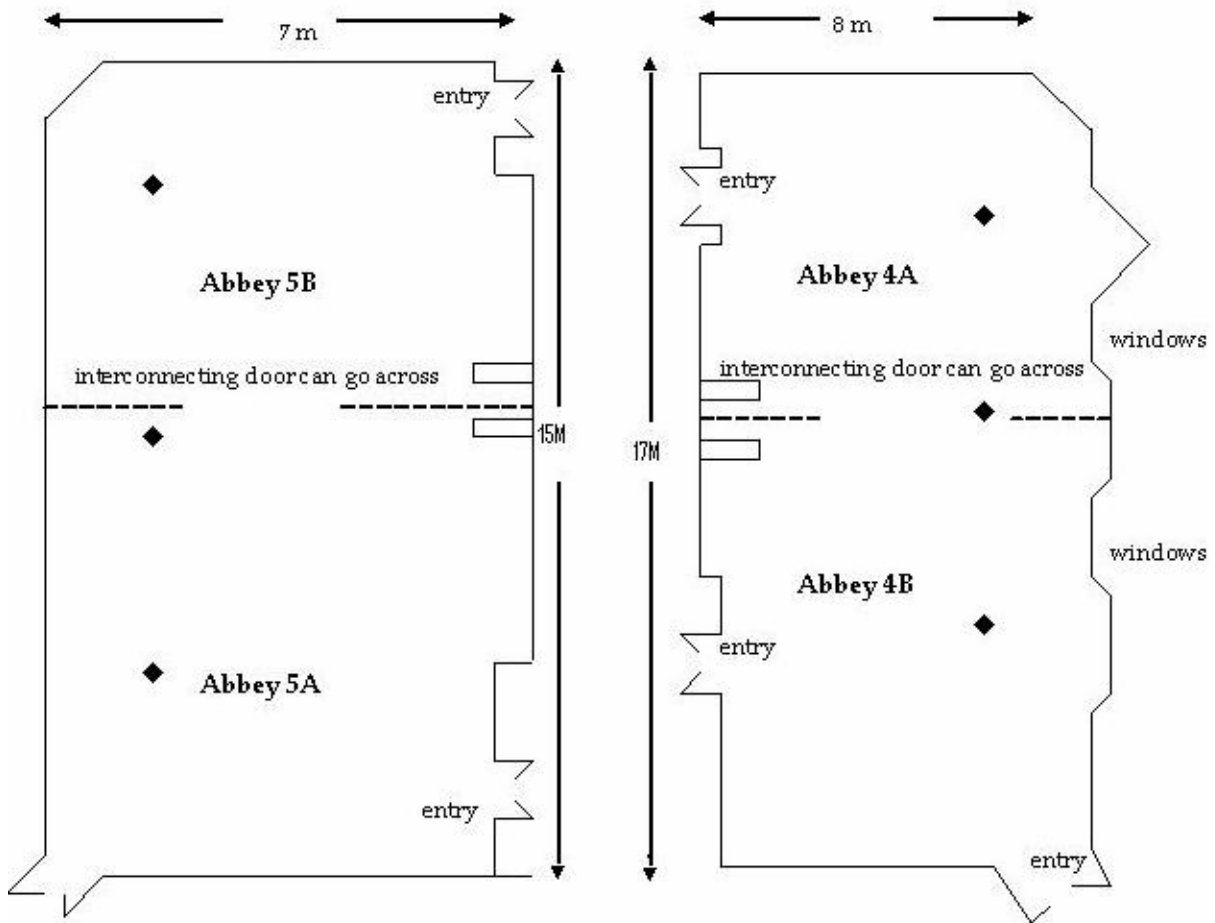 7 m
8 m
entry
entry
Abbey 5B
Abbey 4A
windows
interconnecting door can go across
interconnecting door can go across
15M
17M
windows
Abbey 4B
entry
Abbey 5A
entry
entry